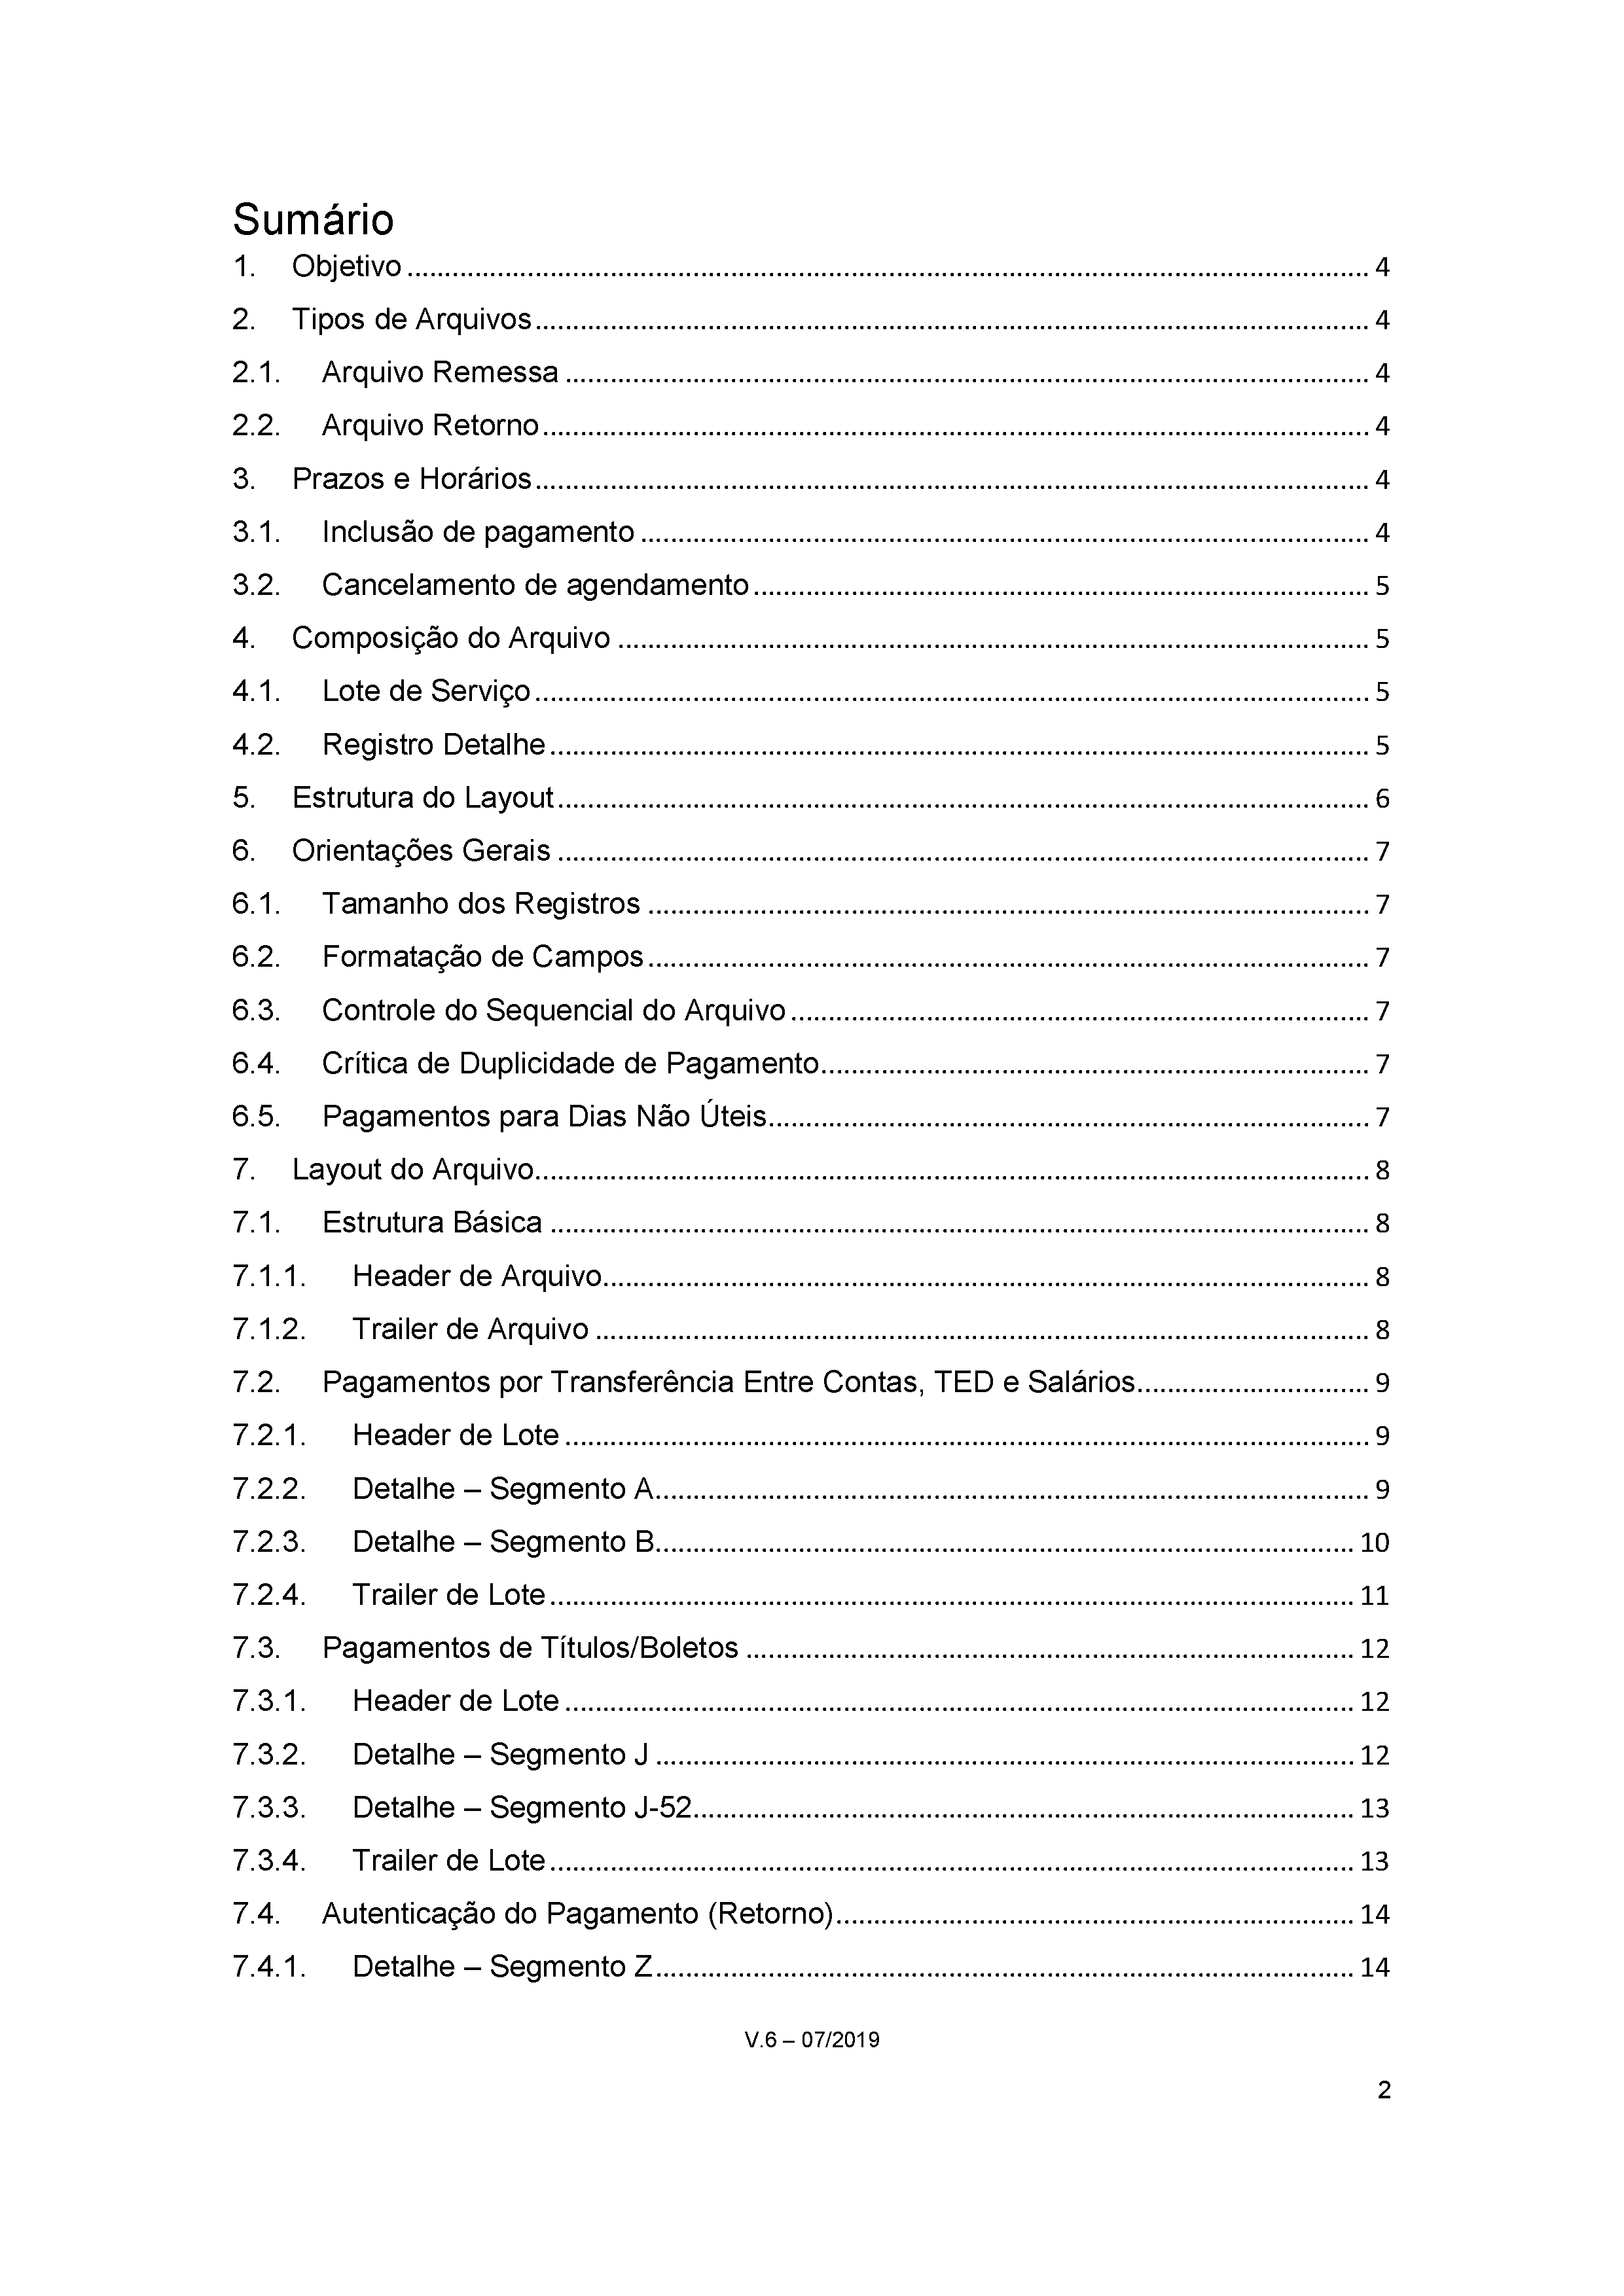 Sumário
1. Objetivo ........ 4
2. Tipos de Arquivos ........ 4
2.1. Arquivo Remessa ........ 4
2.2. Arquivo Retorno ........ 4
3. Prazos e Horários ........ 4
3.1. Inclusão de pagamento ........ 4
3.2. Cancelamento de agendamento ........ 5
4. Composição do Arquivo ........ 5
4.1. Lote de Serviço ........ 5
4.2. Registro Detalhe ........ 5
5. Estrutura do Layout ........ 6
6. Orientações Gerais ........ 7
6.1. Tamanho dos Registros ........ 7
6.2. Formatação de Campos ........ 7
6.3. Controle do Sequencial do Arquivo ........ 7
6.4. Crítica de Duplicidade de Pagamento ........ 7
6.5. Pagamentos para Dias Não Úteis ........ 7
7. Layout do Arquivo ........ 8
7.1. Estrutura Básica ........ 8
7.1.1. Header de Arquivo ........ 8
7.1.2. Trailer de Arquivo ........ 8
7.2. Pagamentos por Transferência Entre Contas, TED e Salários ........ 9
7.2.1. Header de Lote ........ 9
7.2.2. Detalhe – Segmento A ........ 9
7.2.3. Detalhe – Segmento B ........ 10
7.2.4. Trailer de Lote ........ 11
7.3. Pagamentos de Títulos/Boletos ........ 12
7.3.1. Header de Lote ........ 12
7.3.2. Detalhe – Segmento J ........ 12
7.3.3. Detalhe – Segmento J-52 ........ 13
7.3.4. Trailer de Lote ........ 13
7.4. Autenticação do Pagamento (Retorno) ........ 14
7.4.1. Detalhe – Segmento Z ........ 14
V.6 – 07/2019
2